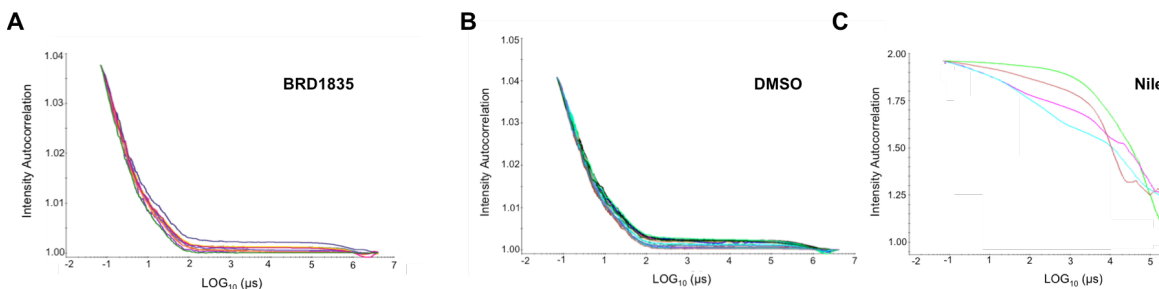 A
1.04
1.03
1.02
1.01
1.00
Intensity Autocorrelation
BRD1835
-2 -1 1 2 3 4 5 6 7
LOG10 (µs)
B
1.05
1.04
1.03
1.02
1.01
1.00
Intensity Autocorrelation
DMSO
-2 -1 1 2 3 4 5 6 7
LOG10 (µs)
C
2.00
1.75
1.50
1.25
1.00
Intensity Autocorrelation
Nile
-2 -1 1 2 3 4 5
LOG10 (µs)